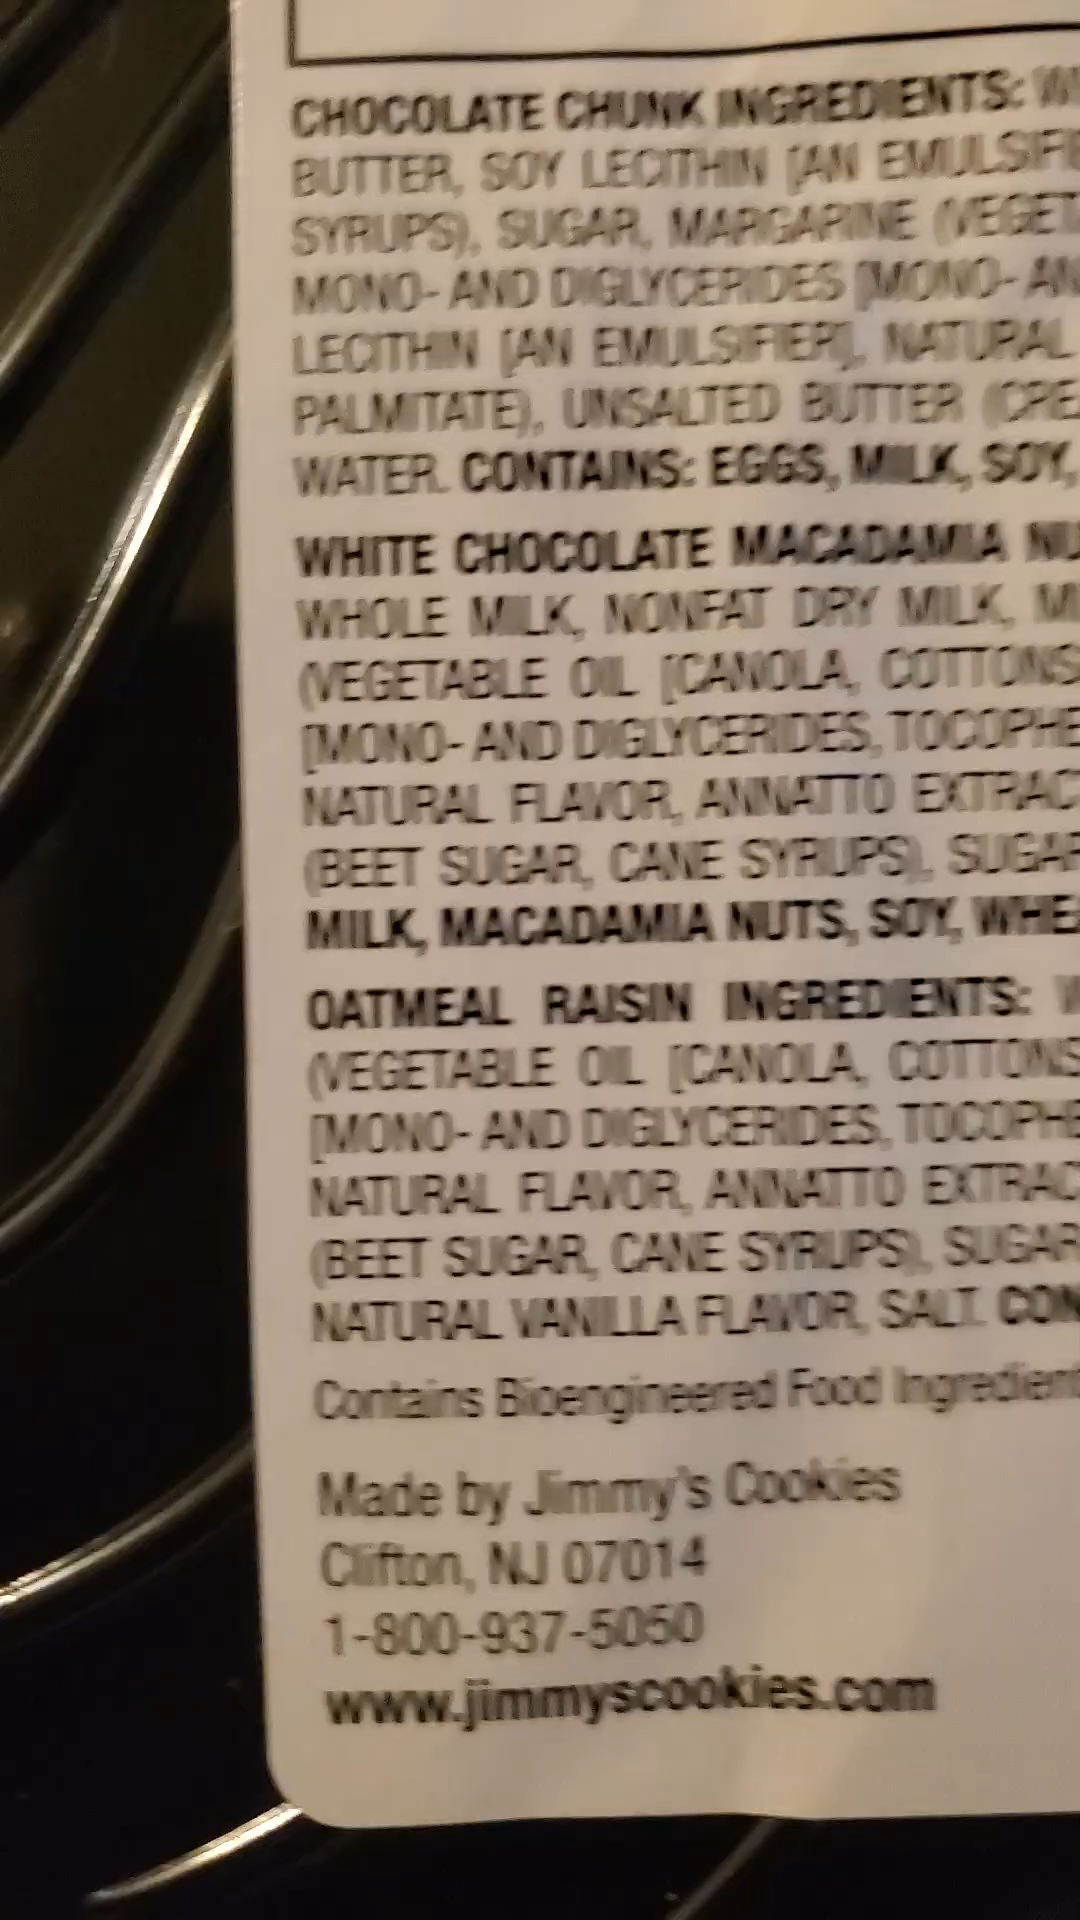 CHOCOLATE CHUNK INGREDIENTS:
BUTTER, SOY LECITHIN [AN EMULSIFIE
SYRUPS), SUGAR, MARGARINE (VEGET
MONO- AND DIGLYCERIDES [MONO- AN
LECITHIN [AN EMULSIFIER], NATURAL
PALMITATE), UNSALTED BUTTER (CRE
WATER. CONTAINS: EGGS, MILK, SOY,
WHITE CHOCOLATE MACADAMIA NU
WHOLE MILK, NONFAT DRY MILK, MI
(VEGETABLE OIL [CANOLA, COTTONS
[MONO- AND DIGLYCERIDES, TOCOPHE
NATURAL FLAVOR, ANNATTO EXTRAC
(BEET SUGAR, CANE SYRUPS), SUGAR
MILK, MACADAMIA NUTS, SOY, WHEA
OATMEAL RAISIN INGREDIENTS:
(VEGETABLE OIL [CANOLA, COTTONS
[MONO- AND DIGLYCERIDES, TOCOPHE
NATURAL FLAVOR, ANNATTO EXTRAC
(BEET SUGAR, CANE SYRUPS), SUGAR
NATURAL VANILLA FLAVOR, SALT. CON
Contains Bioengineered Food Ingredient
Made by Jimmy's Cookies
Clifton, NJ 07014
1-800-937-5050
www.jimmyscookies.com